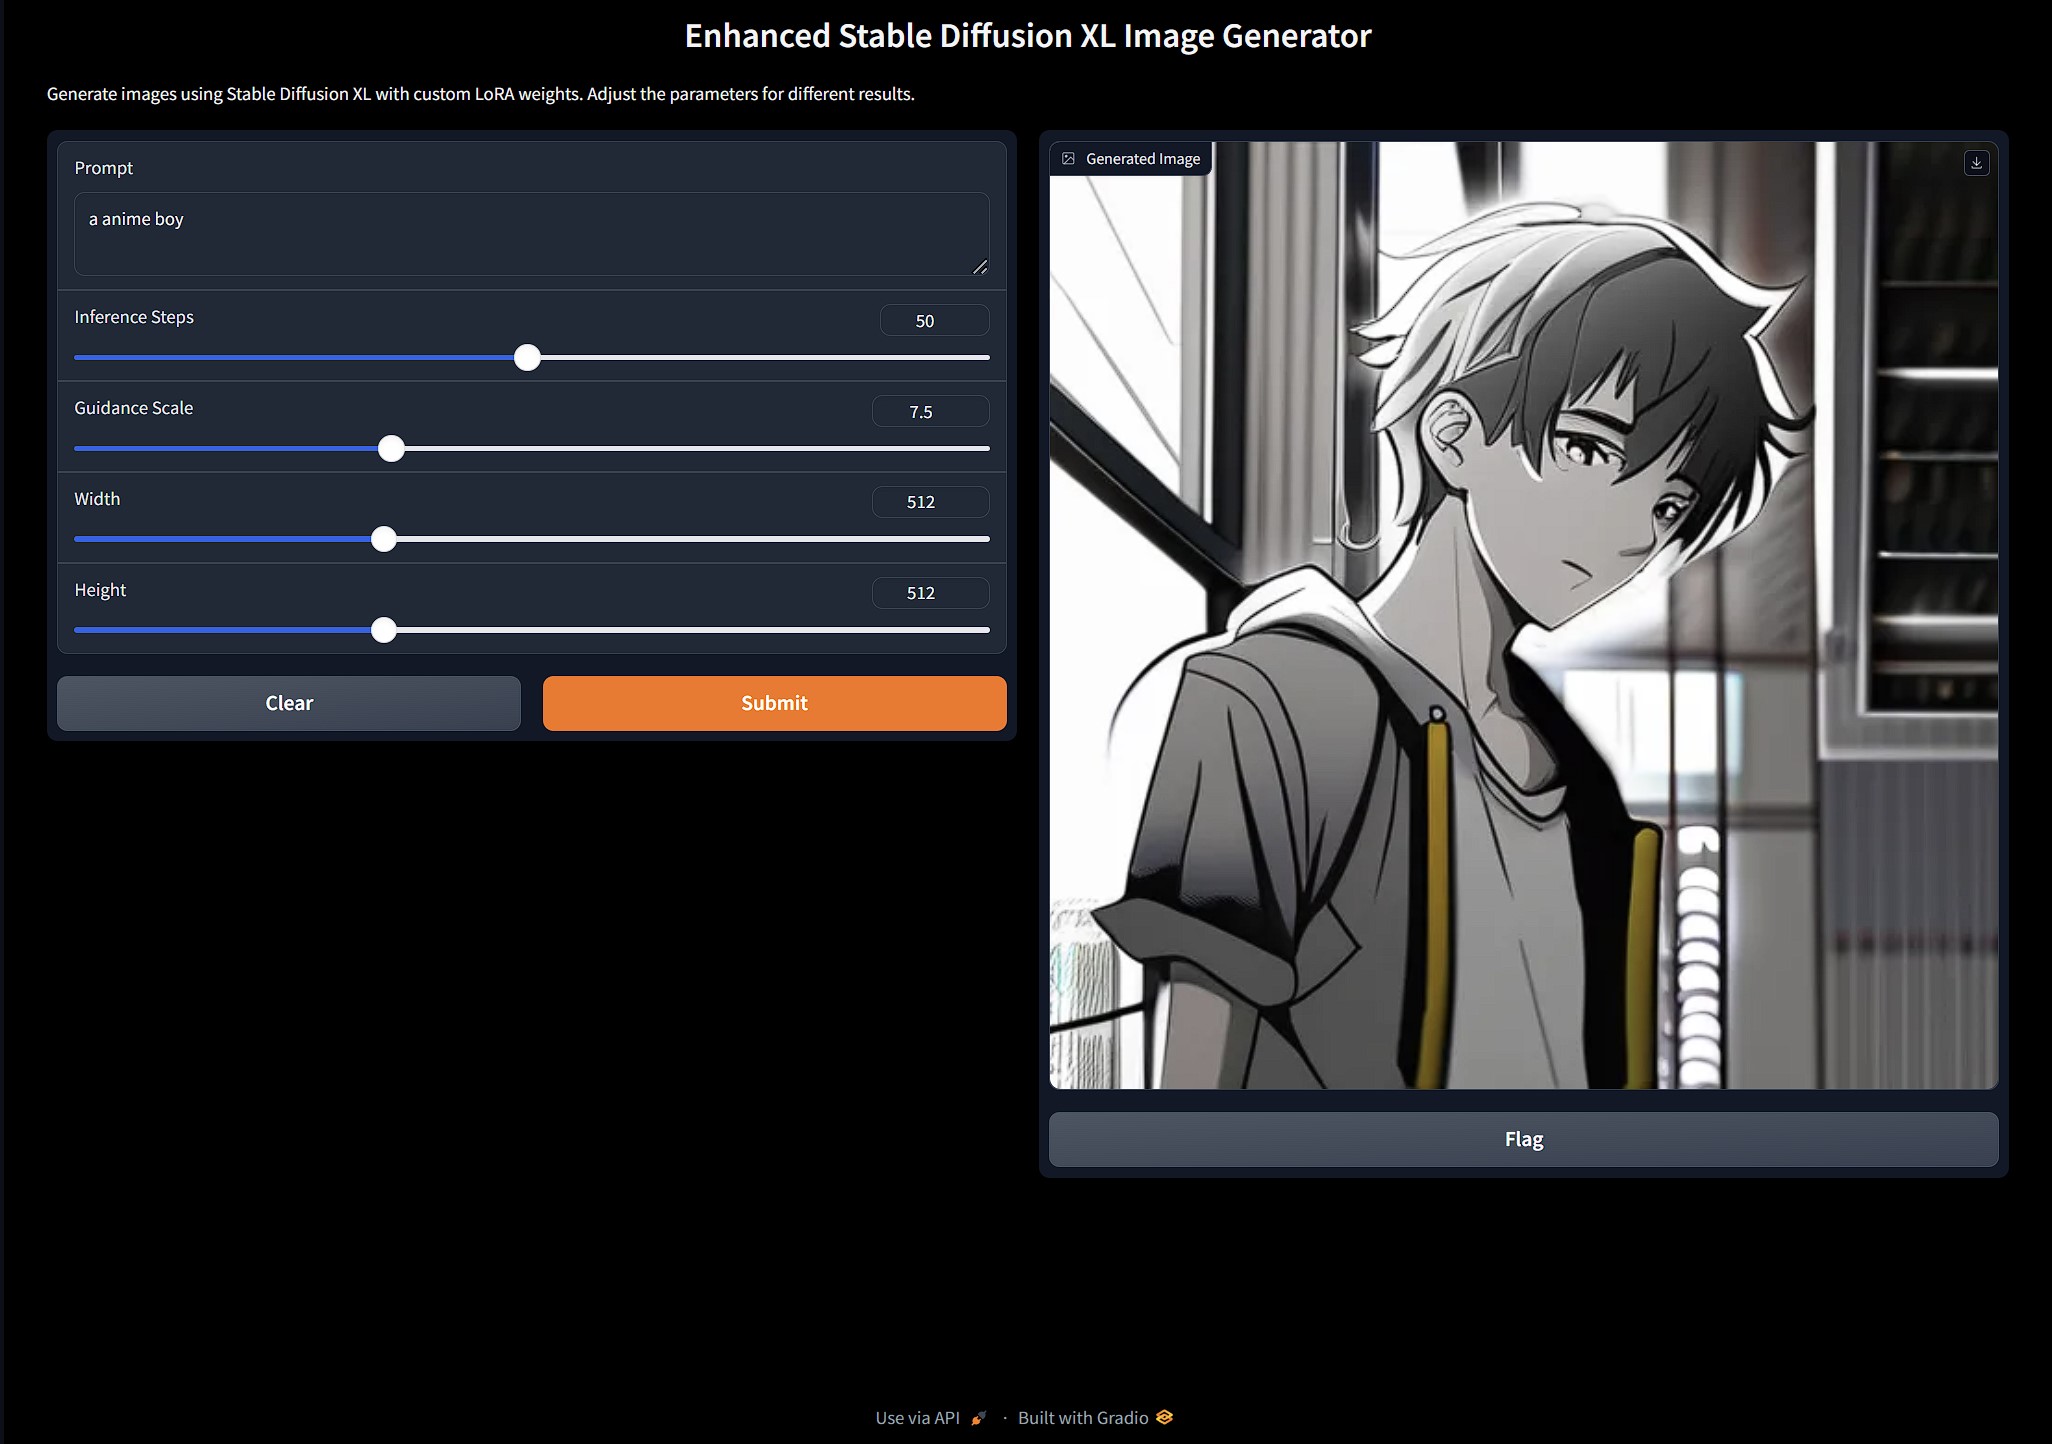 Enhanced Stable Diffusion XL Image Generator
Generate images using Stable Diffusion XL with custom LoRA weights. Adjust the parameters for different results.
Prompt
a anime boy
Inference Steps
50
Guidance Scale
7.5
Width
512
Height
512
Clear
Submit
Generated Image
Flag
Use via API · Built with Gradio